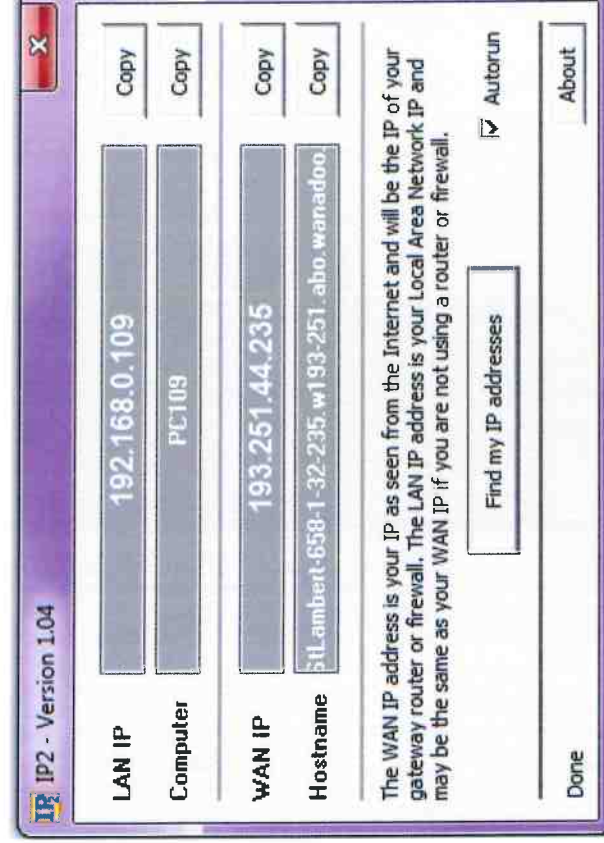 IP2 - Version 1.04
LAN IP 192.168.0.109 Copy
Computer PC109 Copy
WAN IP 193.251.44.235 Copy
Hostname StLambert-658-1-32-235.w193-251.abo.wanadoo. Copy
The WAN IP address is your IP as seen from the Internet and will be the IP of your
gateway router or firewall. The LAN IP address is your Local Area Network IP and
may be the same as your WAN IP if you are not using a router or firewall.
Find my IP addresses Autorun
Done About